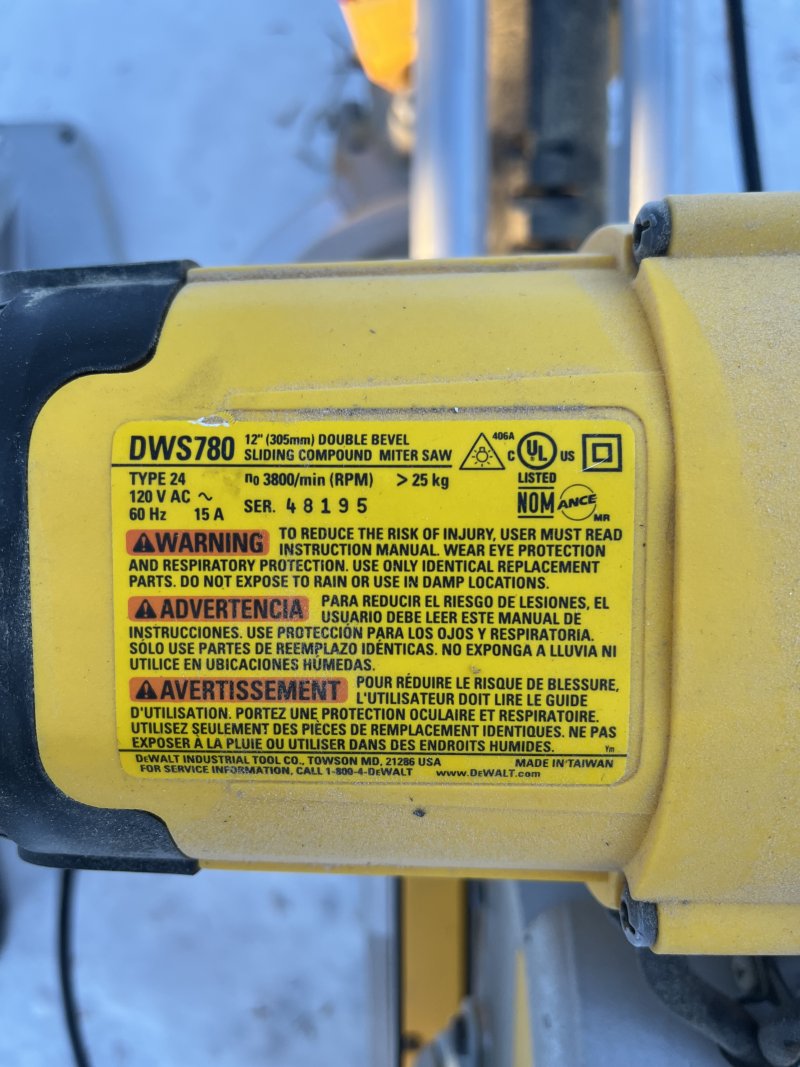 DWS780 12" (305mm) DOUBLE BEVEL
SLIDING COMPOUND MITER SAW
406A
C UL US
LISTED
TYPE 24 n₀ 3800/min (RPM) > 25 kg
120 V AC ~
60 Hz 15 A SER. 48195
NOM ANCE
MR
WARNING TO REDUCE THE RISK OF INJURY, USER MUST READ
INSTRUCTION MANUAL. WEAR EYE PROTECTION
AND RESPIRATORY PROTECTION. USE ONLY IDENTICAL REPLACEMENT
PARTS. DO NOT EXPOSE TO RAIN OR USE IN DAMP LOCATIONS.
ADVERTENCIA PARA REDUCIR EL RIESGO DE LESIONES, EL
USUARIO DEBE LEER ESTE MANUAL DE
INSTRUCCIONES. USE PROTECCIÓN PARA LOS OJOS Y RESPIRATORIA.
SÓLO USE PARTES DE REEMPLAZO IDÉNTICAS. NO EXPONGA A LLUVIA NI
UTILICE EN UBICACIONES HÚMEDAS.
AVERTISSEMENT POUR RÉDUIRE LE RISQUE DE BLESSURE,
L'UTILISATEUR DOIT LIRE LE GUIDE
D'UTILISATION. PORTEZ UNE PROTECTION OCULAIRE ET RESPIRATOIRE.
UTILISEZ SEULEMENT DES PIÈCES DE REMPLACEMENT IDENTIQUES. NE PAS
EXPOSER À LA PLUIE OU UTILISER DANS DES ENDROITS HUMIDES. Ym
DEWALT INDUSTRIAL TOOL CO., TOWSON MD, 21286 USA MADE IN TAIWAN
FOR SERVICE INFORMATION, CALL 1-800-4-DEWALT www.DEWALT.com